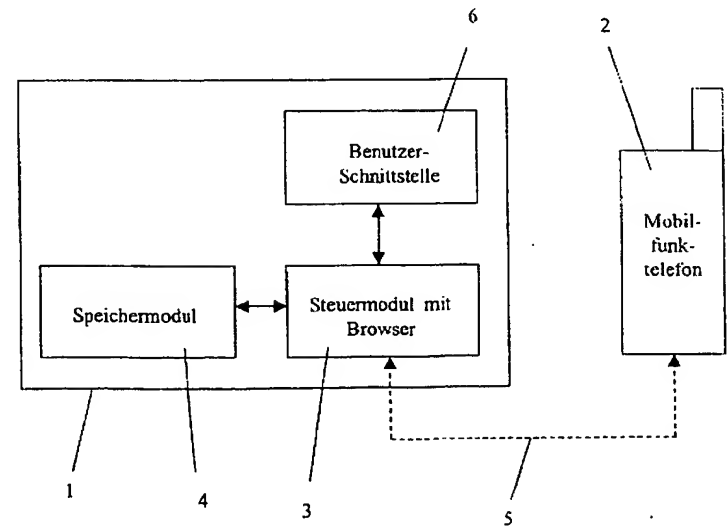 6
2
Benutzer-
Schnittstelle
Mobil-
funk-
telefon
Speichermodul
Steuermodul mit
Browser
1
4
3
5